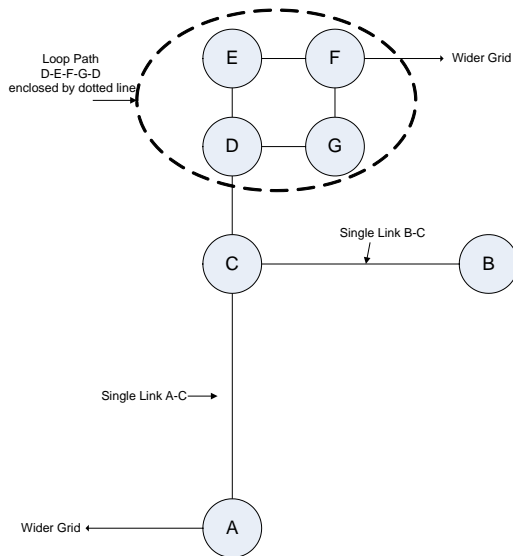 Loop Path
D-E-F-G-D
enclosed by dotted line
E
F
Wider Grid
D
G
Single Link B-C
C
B
Single Link A-C
Wider Grid
A